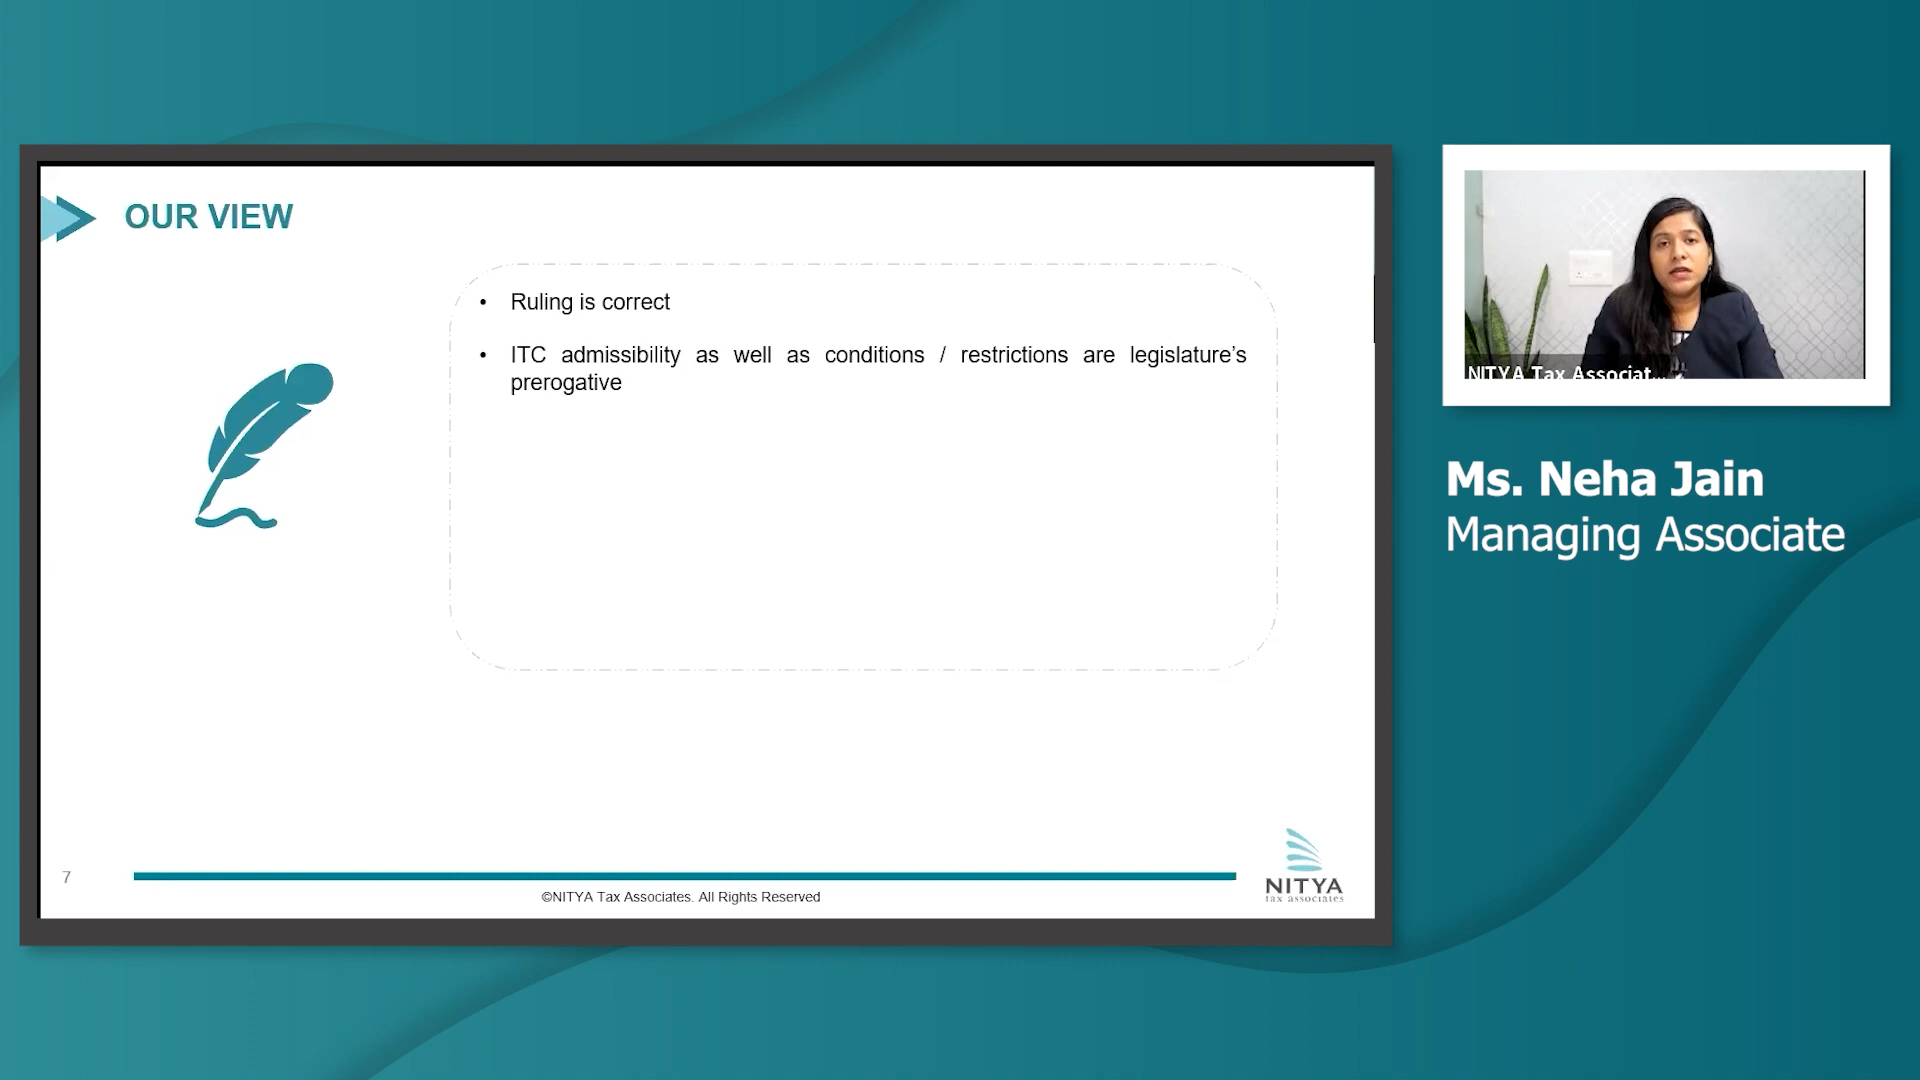 OUR VIEW
• Ruling is correct
• ITC admissibility as well as conditions / restrictions are legislature’s
prerogative
7
©NITYA Tax Associates. All Rights Reserved
NITYA
tax associates
NITYA Tax Associat...
Ms. Neha Jain
Managing Associate